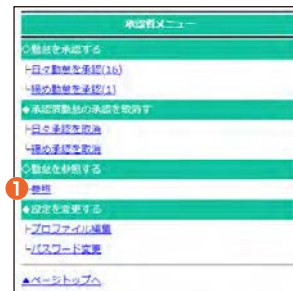 承認者メニュー
◇勤怠を承認する
├日々勤怠を承認(16)
└締め勤怠を承認(1)
◆承認済勤怠の承認を取消す
├日々承認を取消
└締め承認を取消
◇勤怠を参照する
1 └参照
◆設定を変更する
├プロファイル編集
└パスワード変更
▲ページトップへ